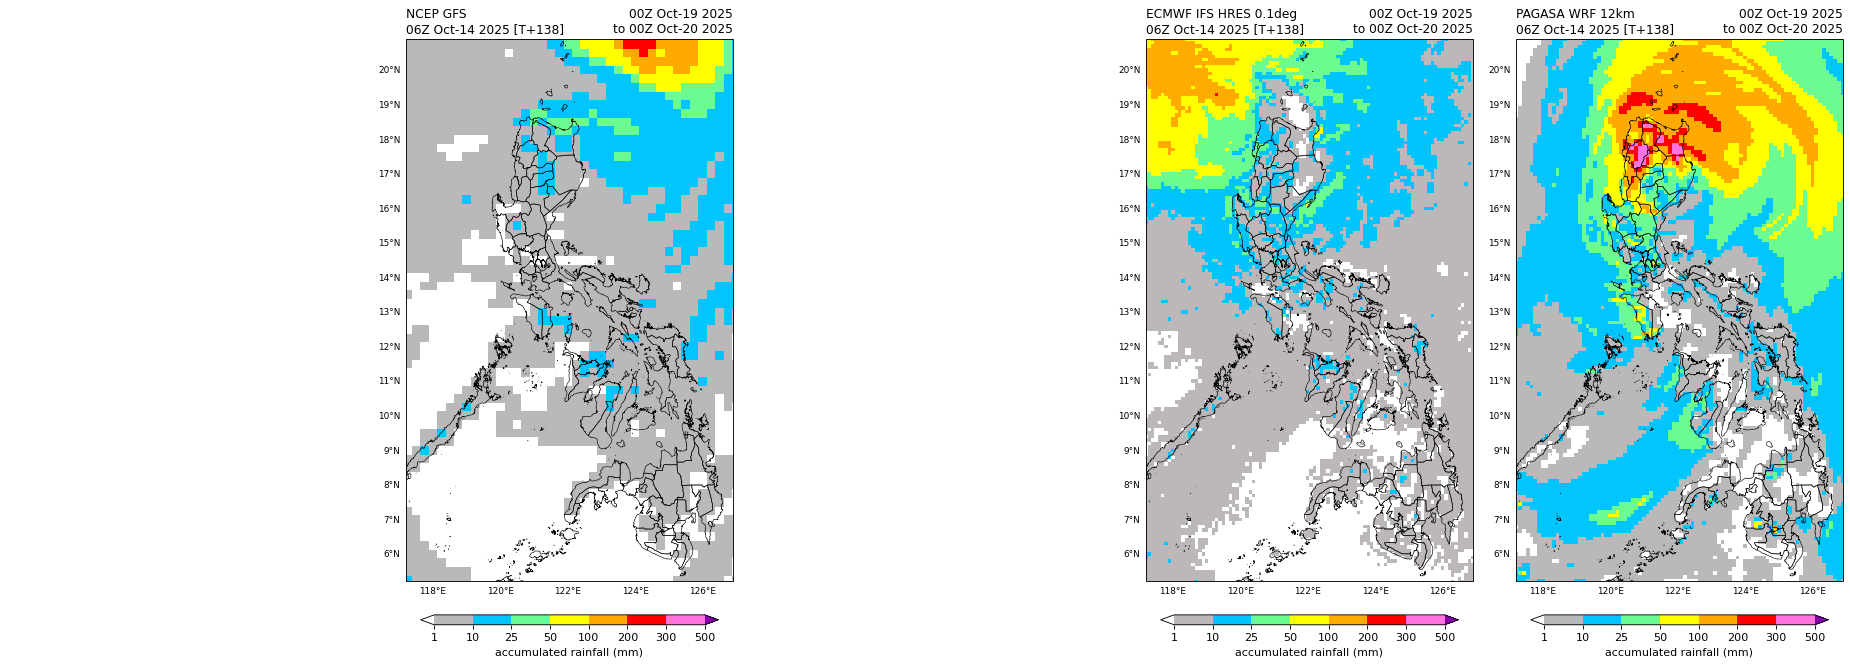 NCEP GFS 00Z Oct-19 2025
06Z Oct-14 2025 [T+138] to 00Z Oct-20 2025
20°N
19°N
18°N
17°N
16°N
15°N
14°N
13°N
12°N
11°N
10°N
9°N
8°N
7°N
6°N
118°E 120°E 122°E 124°E 126°E
1 10 25 50 100 200 300 500
accumulated rainfall (mm)
ECMWF IFS HRES 0.1deg 00Z Oct-19 2025
06Z Oct-14 2025 [T+138] to 00Z Oct-20 2025
20°N
19°N
18°N
17°N
16°N
15°N
14°N
13°N
12°N
11°N
10°N
9°N
8°N
7°N
6°N
118°E 120°E 122°E 124°E 126°E
1 10 25 50 100 200 300 500
accumulated rainfall (mm)
PAGASA WRF 12km 00Z Oct-19 2025
06Z Oct-14 2025 [T+138] to 00Z Oct-20 2025
20°N
19°N
18°N
17°N
16°N
15°N
14°N
13°N
12°N
11°N
10°N
9°N
8°N
7°N
6°N
118°E 120°E 122°E 124°E 126°E
1 10 25 50 100 200 300 500
accumulated rainfall (mm)